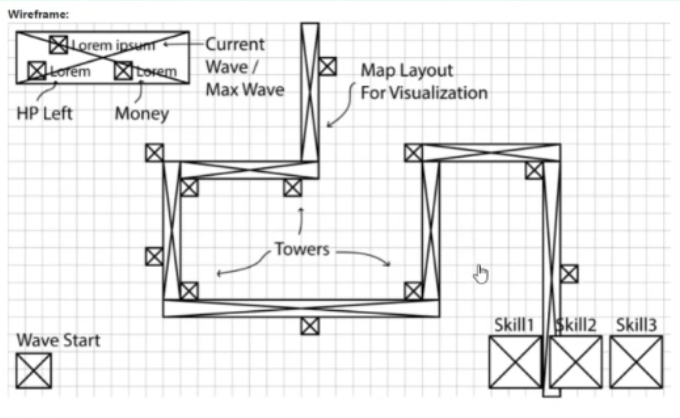 Wireframe:
Lorem ipsum
Lorem
Lorem
Current
Wave /
Max Wave
HP Left
Money
Map Layout
For Visualization
Towers
Wave Start
Skill1
Skill2
Skill3